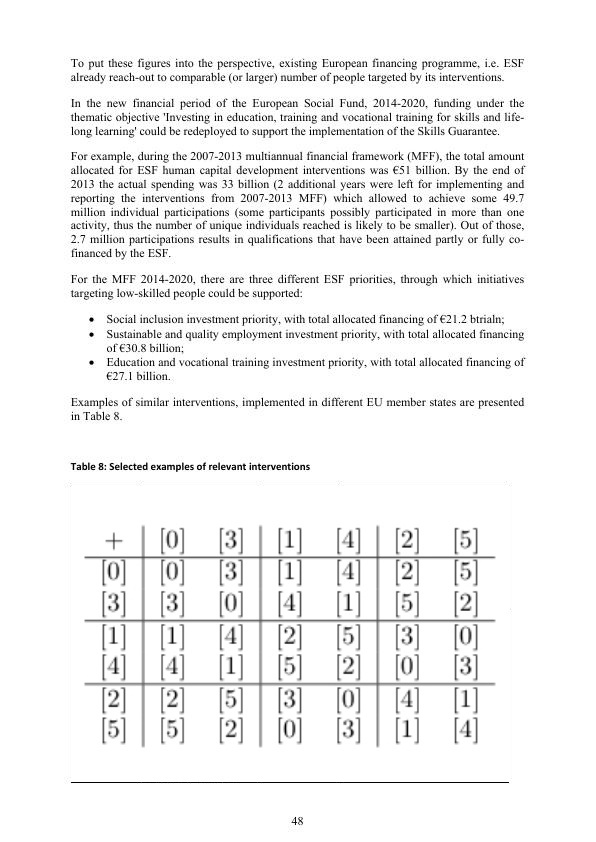 To put these figures into the perspective, existing European financing programme, i.e. ESF
already reach-out to comparable (or larger) number of people targeted by its interventions.
In the new financial period of the European Social Fund, 2014-2020, funding under the
thematic objective 'Investing in education, training and vocational training for skills and life-
long learning' could be redeployed to support the implementation of the Skills Guarantee.
For example, during the 2007-2013 multiannual financial framework (MFF), the total amount
allocated for ESF human capital development interventions was €51 billion. By the end of
2013 the actual spending was 33 billion (2 additional years were left for implementing and
reporting the interventions from 2007-2013 MFF) which allowed to achieve some 49.7
million individual participations (some participants possibly participated in more than one
activity, thus the number of unique individuals reached is likely to be smaller). Out of those,
2.7 million participations results in qualifications that have been attained partly or fully co-
financed by the ESF.
For the MFF 2014-2020, there are three different ESF priorities, through which initiatives
targeting low-skilled people could be supported:
• Social inclusion investment priority, with total allocated financing of €21.2 btrialn;
• Sustainable and quality employment investment priority, with total allocated financing
of €30.8 billion;
• Education and vocational training investment priority, with total allocated financing of
€27.1 billion.
Examples of similar interventions, implemented in different EU member states are presented
in Table 8.
Table 8: Selected examples of relevant interventions
+ [0] [3] [1] [4] [2] [5]
[0] [0] [3] [1] [4] [2] [5]
[3] [3] [0] [4] [1] [5] [2]
[1] [1] [4] [2] [5] [3] [0]
[4] [4] [1] [5] [2] [0] [3]
[2] [2] [5] [3] [0] [4] [1]
[5] [5] [2] [0] [3] [1] [4]
48